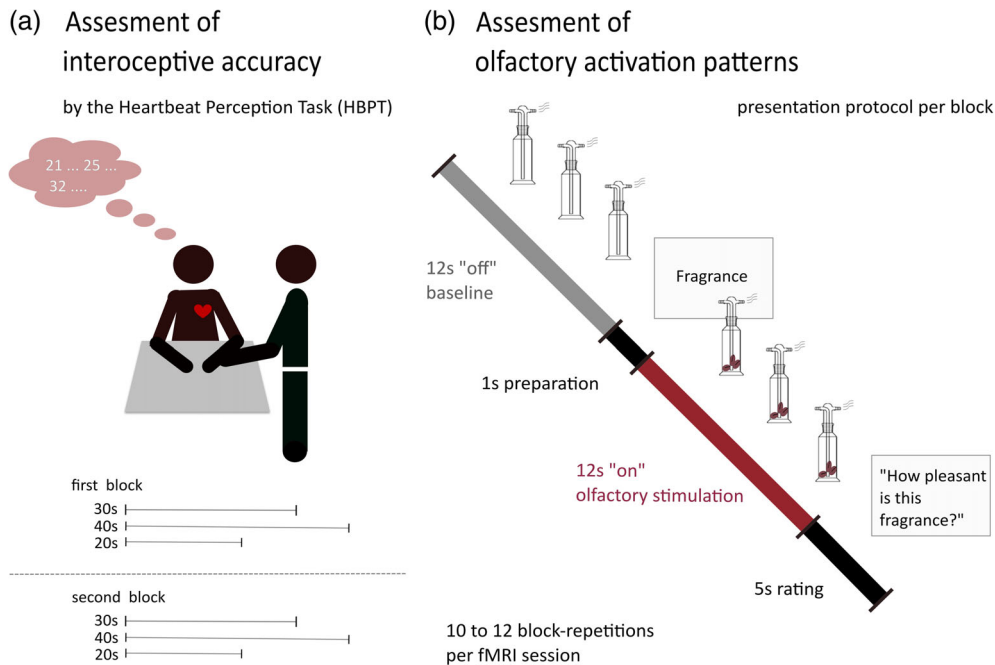 (a) Assesment of
interoceptive accuracy
by the Heartbeat Perception Task (HBPT)
21 ... 25 ...
32 ....
first block
30s
40s
20s
second block
30s
40s
20s
(b) Assesment of
olfactory activation patterns
presentation protocol per block
12s "off"
baseline
Fragrance
1s preparation
12s "on"
olfactory stimulation
"How pleasant
is this
fragrance?"
5s rating
10 to 12 block-repetitions
per fMRI session